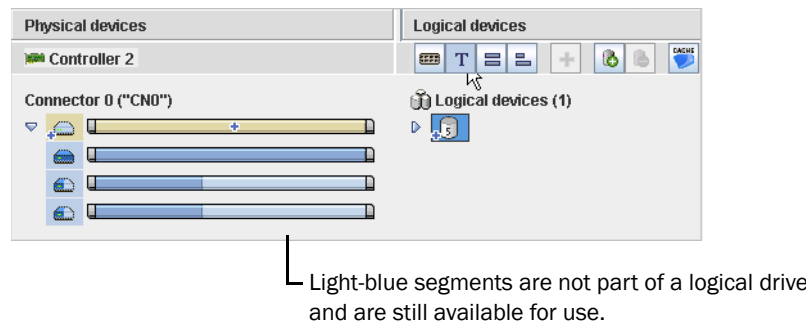 Physical devices
Logical devices
Controller 2
T
CACHE
Connector 0 ("CN0")
Logical devices (1)
5
Light-blue segments are not part of a logical drive
and are still available for use.